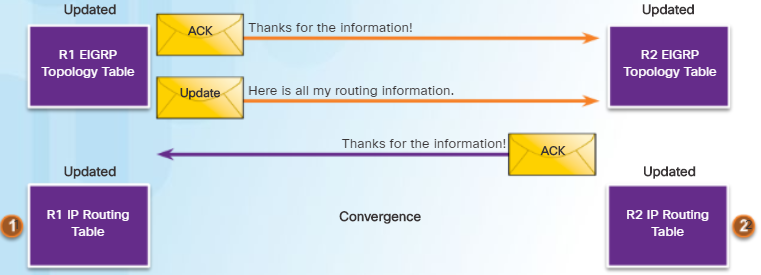 Updated
Updated
R1 EIGRP
Topology Table
ACK
Thanks for the information!
R2 EIGRP
Topology Table
Update
Here is all my routing information.
Thanks for the information!
ACK
Updated
Updated
1
R1 IP Routing
Table
Convergence
R2 IP Routing
Table
2